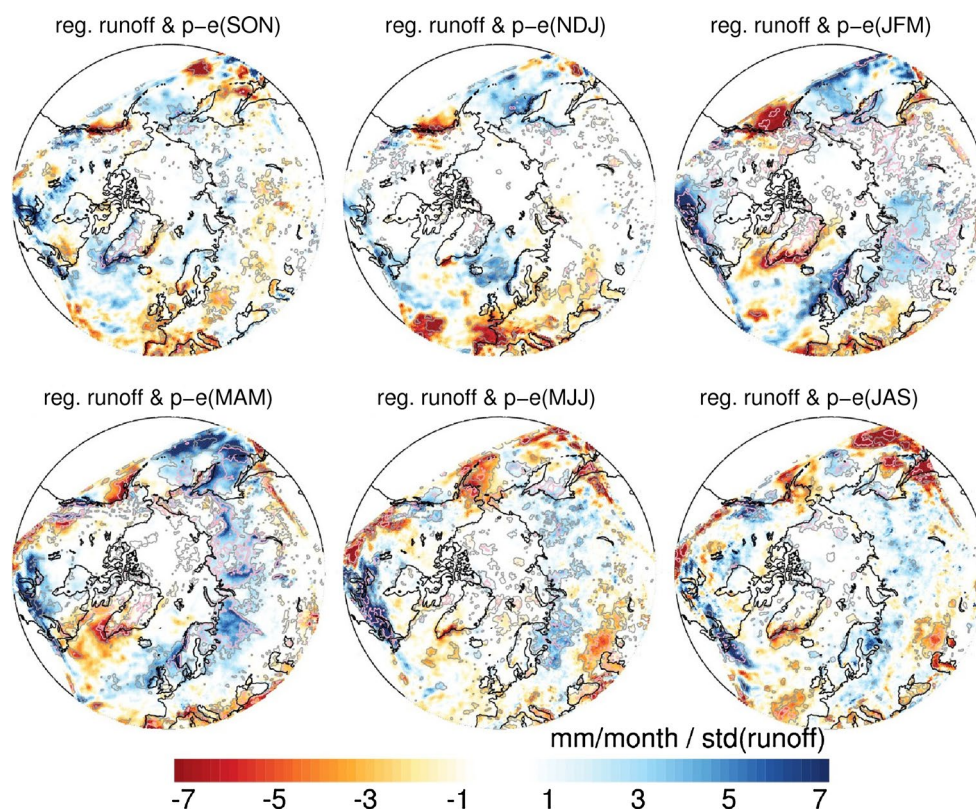 reg. runoff & p-e(SON) reg. runoff & p-e(NDJ) reg. runoff & p-e(JFM)
reg. runoff & p-e(MAM) reg. runoff & p-e(MJJ) reg. runoff & p-e(JAS)
mm/month / std(runoff)
-7 -5 -3 -1 1 3 5 7